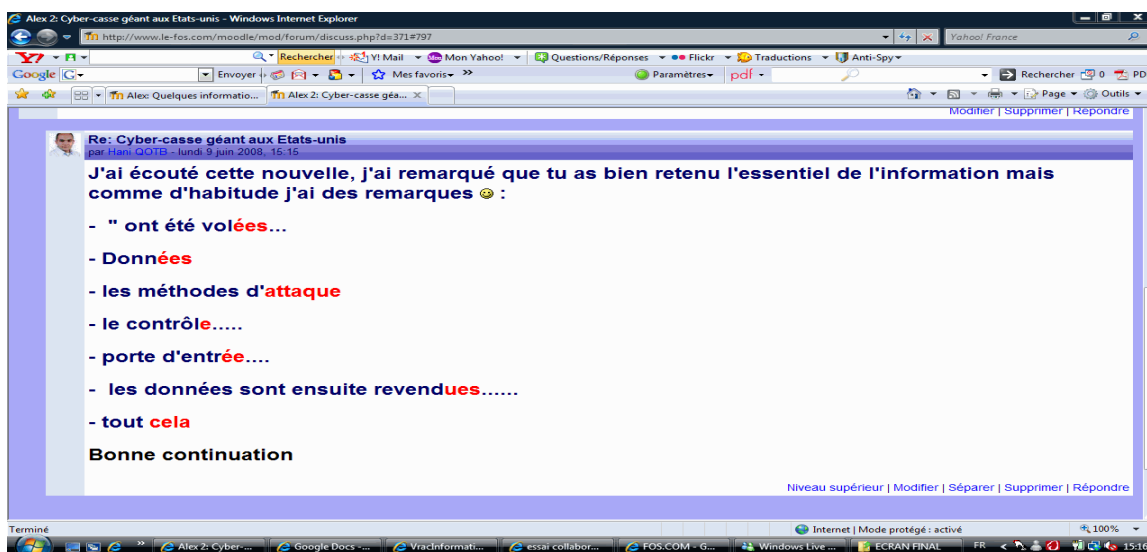 Alex 2: Cyber-casse géant aux Etats-unis - Windows Internet Explorer
http://www.le-fos.com/moodle/mod/forum/discuss.php?d=371#797 Yahoo! France
Y! Rechercher Y! Mail Mon Yahoo! Questions/Réponses Flickr Traductions Anti-Spy
Google G Envoyer Mes favoris Paramètres pdf Rechercher 0 PD
Alex: Quelques informatio... Alex 2: Cyber-casse géa... X Page Outils
Modifier | Supprimer | Répondre
Re: Cyber-casse géant aux Etats-unis
par Hani QOTB - lundi 9 juin 2008, 15:15
J'ai écouté cette nouvelle, j'ai remarqué que tu as bien retenu l'essentiel de l'information mais
comme d'habitude j'ai des remarques :
- " ont été volées...
- Données
- les méthodes d'attaque
- le contrôle.....
- porte d'entrée....
- les données sont ensuite revendues......
- tout cela
Bonne continuation
Niveau supérieur | Modifier | Séparer | Supprimer | Répondre
Terminé Internet | Mode protégé : activé 100%
Alex 2: Cyber-... Google Docs -... VracInformati... essai collabor... FOS.COM - G... Windows Live ... ECRAN FINAL FR